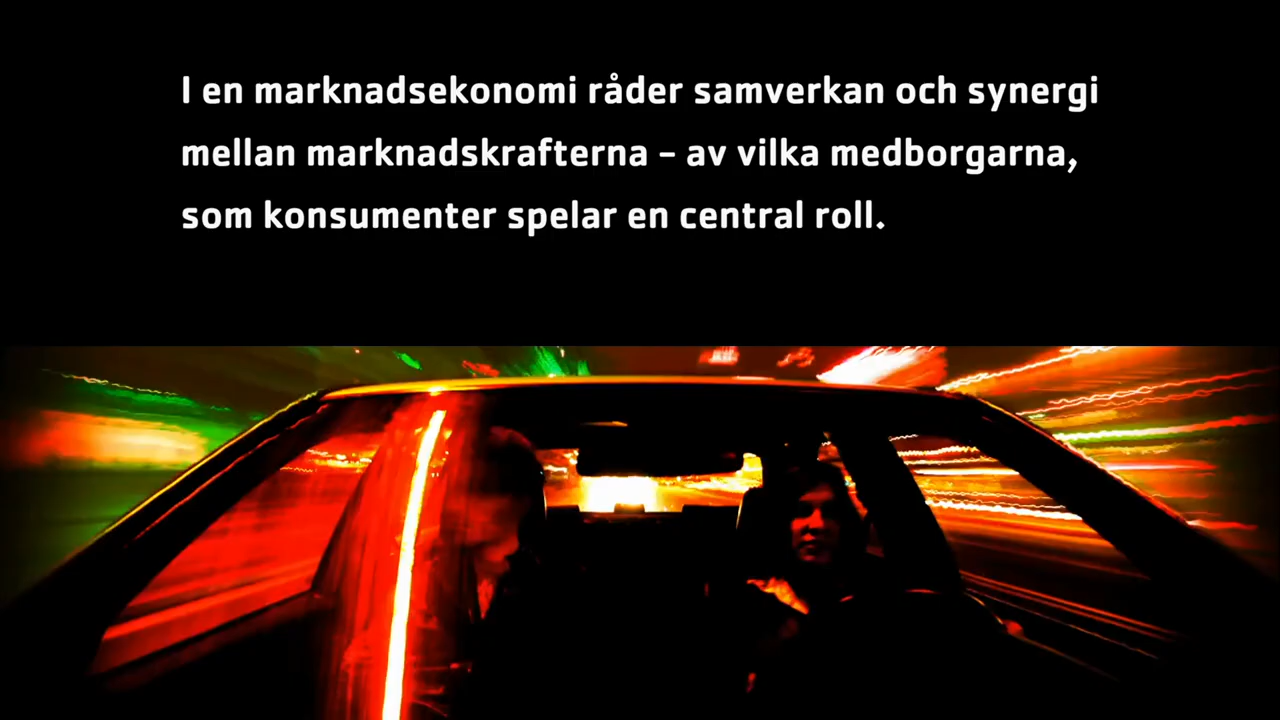 I en marknadsekonomi råder samverkan och synergi
mellan marknadskrafterna – av vilka medborgarna,
som konsumenter spelar en central roll.